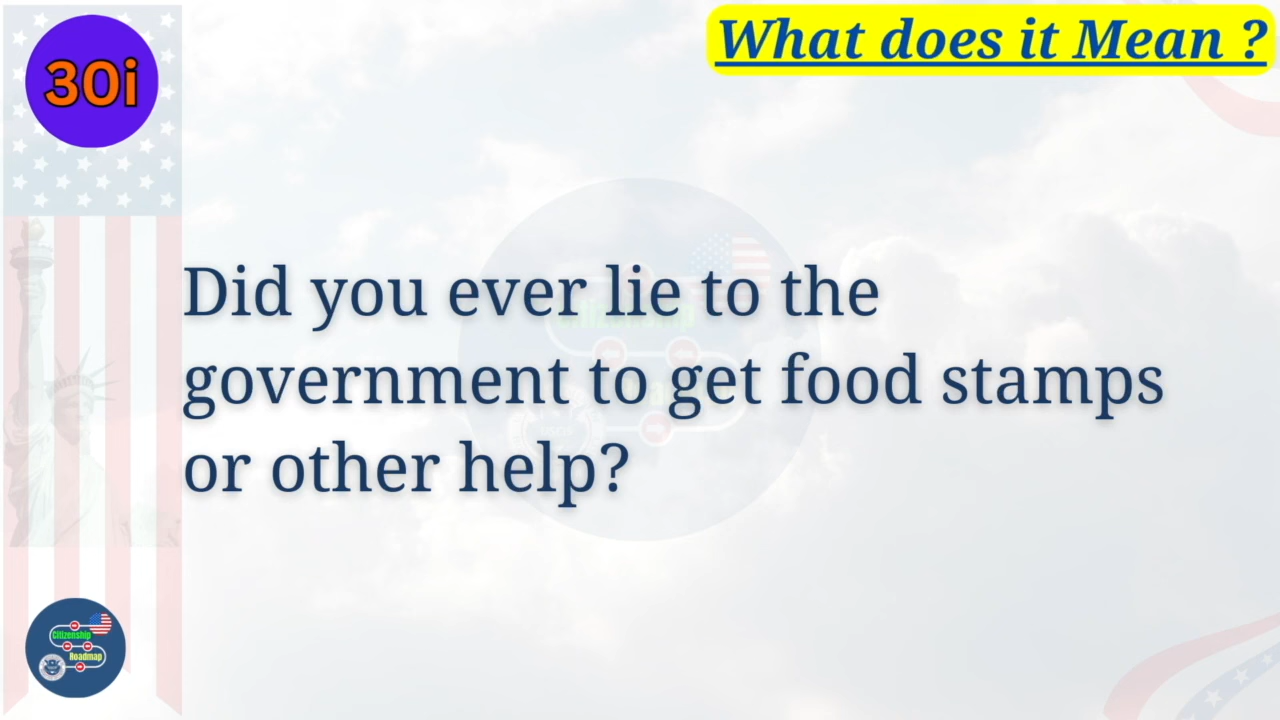 30i
What does it Mean ?
Did you ever lie to the
government to get food stamps
or other help?
Citizenship
Roadmap